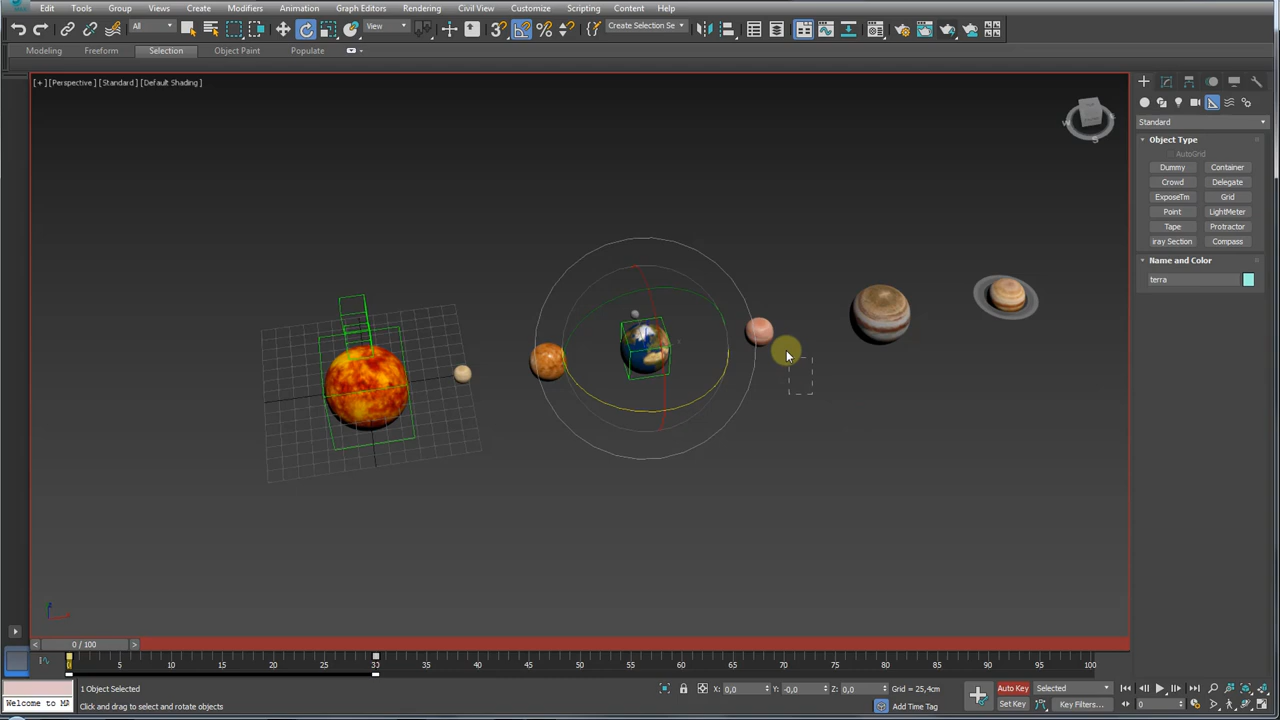 Edit Tools Group Views Create Modifiers Animation Graph Editors Rendering Civil View Customize Scripting Content Help
All View Create Selection Se
Modeling Freeform Selection Object Paint Populate
[+] [Perspective] [Standard] [Default Shading]
W S
Standard
Object Type
AutoGrid
Dummy Container
Crowd Delegate
ExposeTm Grid
Point LightMeter
Tape Protractor
iray Section Compass
Name and Color
terra
< 0 / 100 >
0 5 10 15 20 25 30 35 40 45 50 55 60 65 70 75 80 85 90 95 100
1 Object Selected X: 0,0 Y: -0,0 Z: 0,0 Grid = 25,4cm Auto Key Selected
Welcome to MA Click and drag to select and rotate objects Add Time Tag Set Key Key Filters... 0